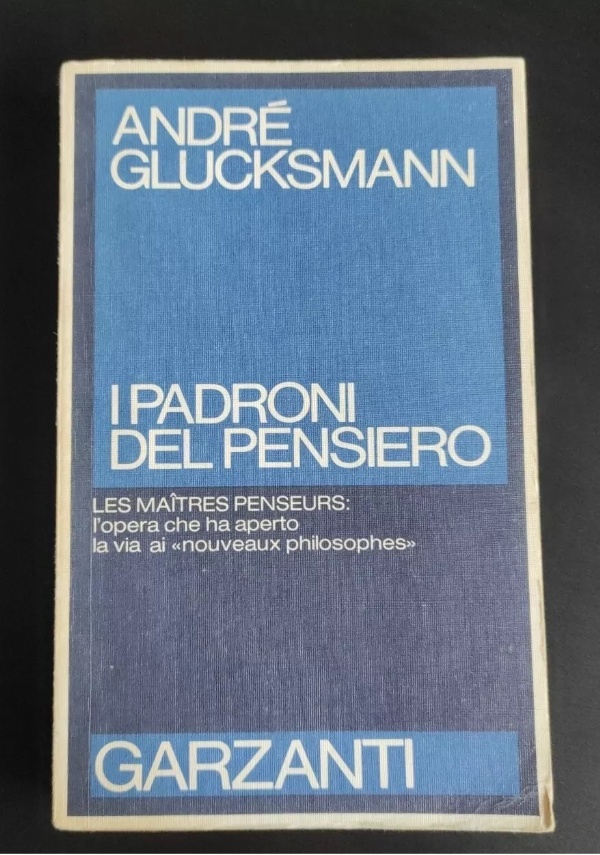 ANDRÉ
GLUCKSMANN
I PADRONI
DEL PENSIERO
LES MAÎTRES PENSEURS:
l'opera che ha aperto
la via ai «nouveaux philosophes»
GARZANTI